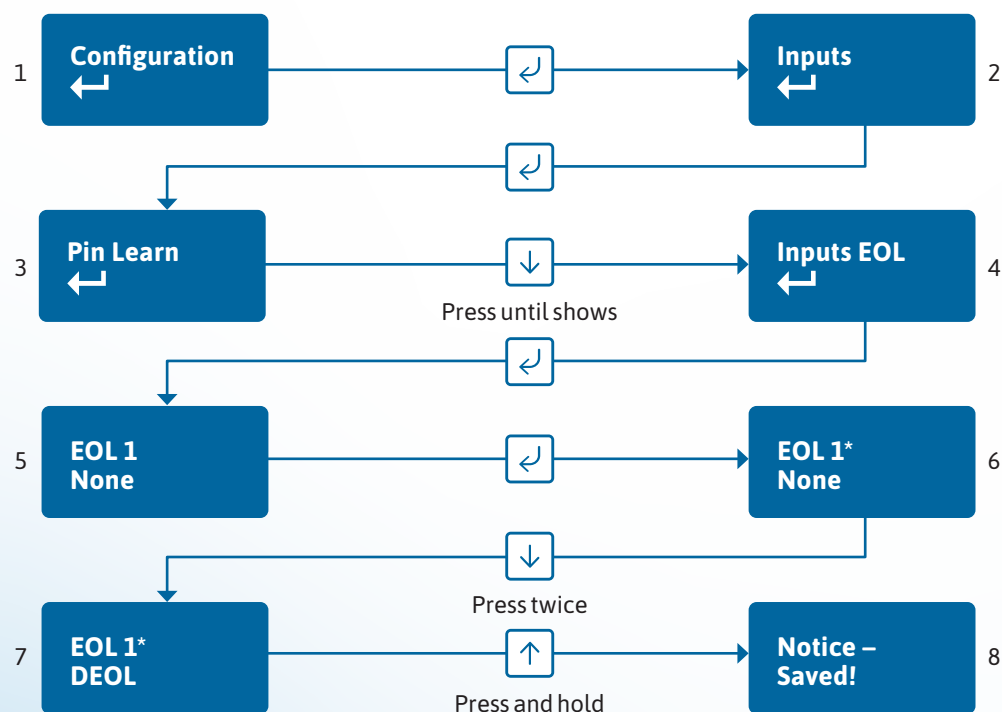 1
Configuration
Inputs
2
3
Pin Learn
Press until shows
Inputs EOL
4
5
EOL 1
None
EOL 1*
None
6
Press twice
7
EOL 1*
DEOL
Press and hold
Notice –
Saved!
8